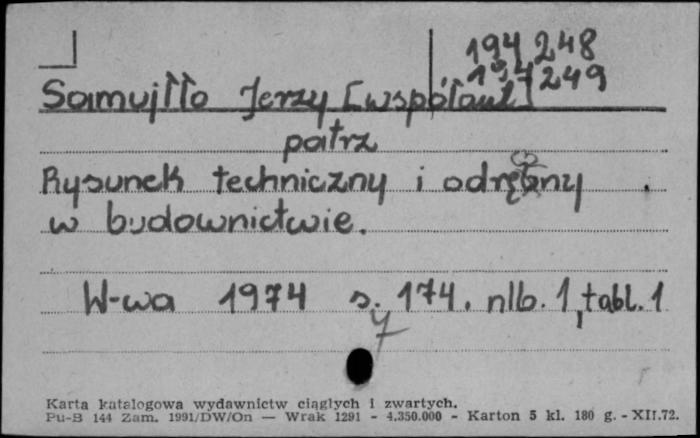 194 248
194 249
Samujłło Jerzy [współaut]
patrz
Rysunek techniczny i odręczny
w budownictwie.
W-wa 1974 s. 174. nlb. 1, tabl. 1
7
Karta katalogowa wydawnictw ciągłych i zwartych.
Pu-B 144 Zam. 1991/DW/On — Wrak 1291 - 4.350.000 - Karton 5 kl. 180 g. - XII.72.